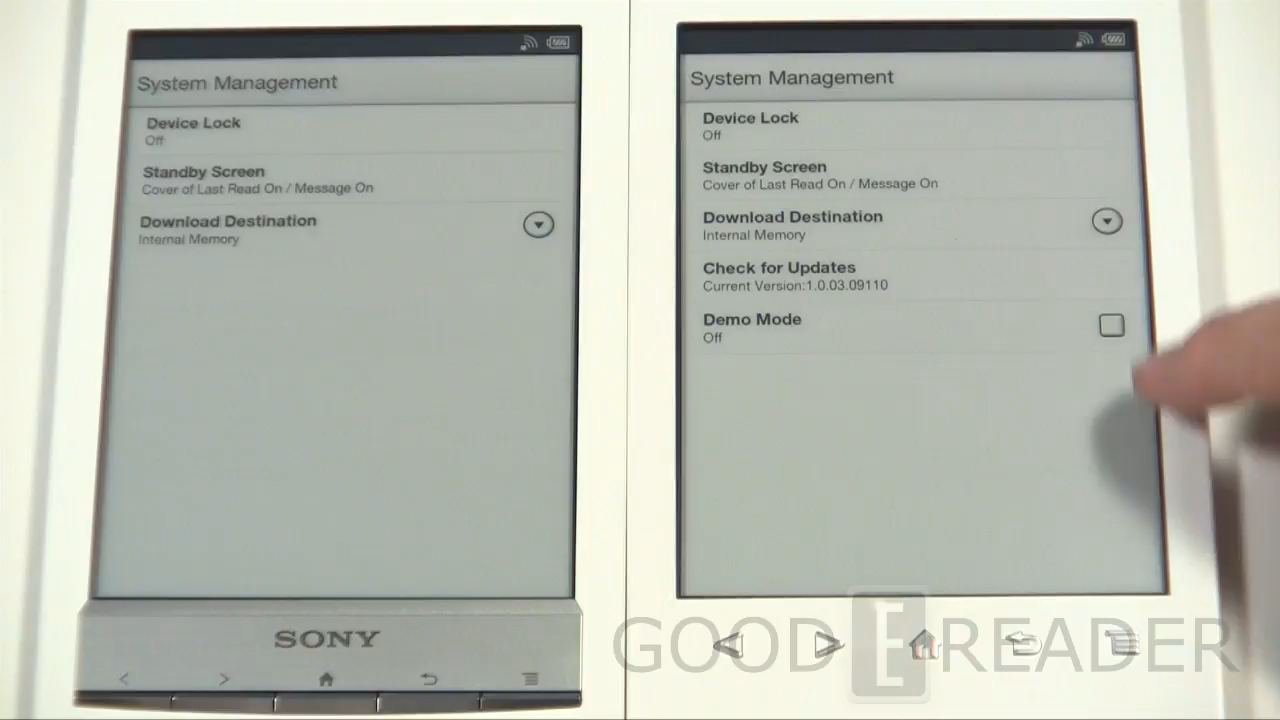 System Management
Device Lock
Off
Standby Screen
Cover of Last Read On / Message On
Download Destination
Internal Memory
SONY
System Management
Device Lock
Off
Standby Screen
Cover of Last Read On / Message On
Download Destination
Internal Memory
Check for Updates
Current Version:1.0.03.09110
Demo Mode
Off
GOOD E READER